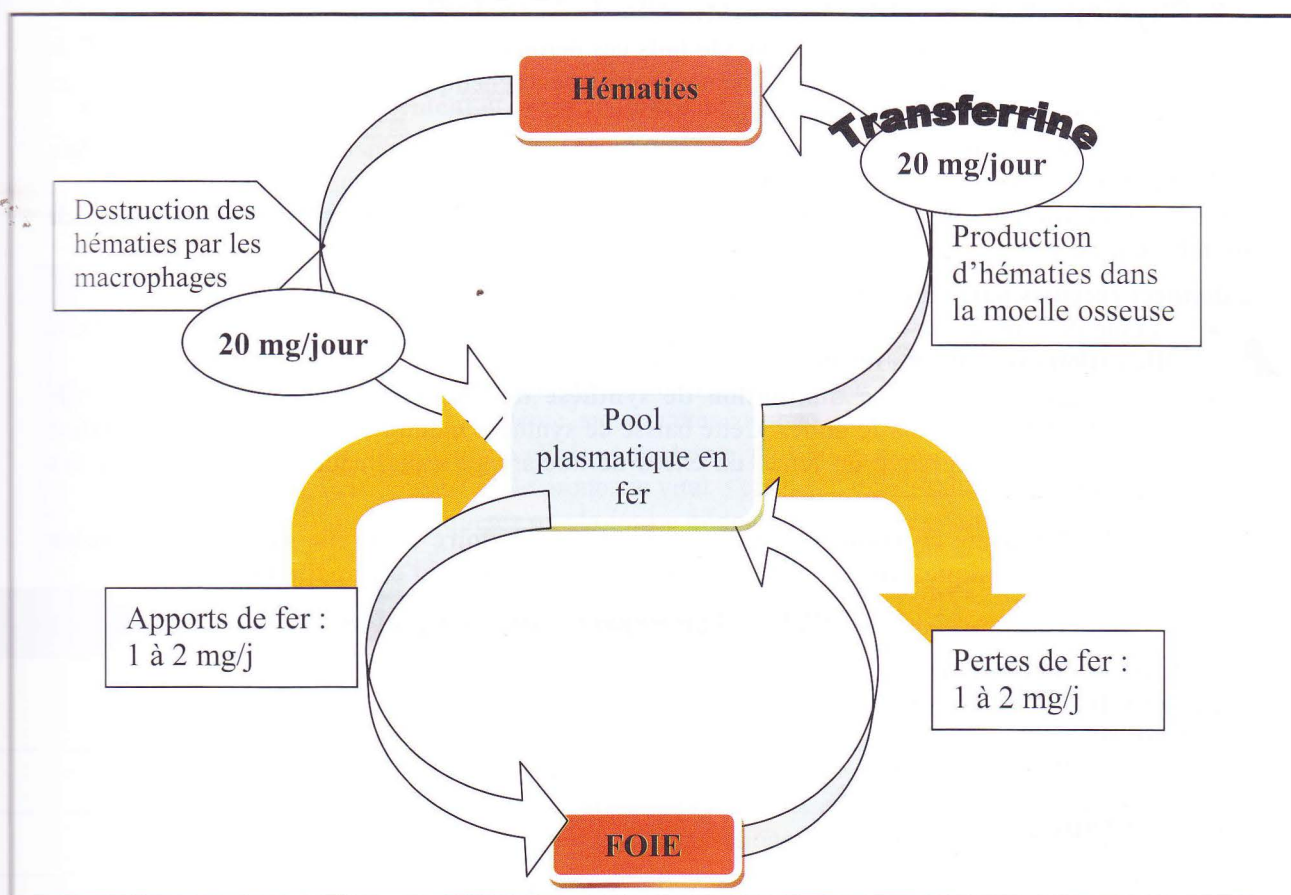 Hématies
Transferrine
20 mg/jour
Destruction des
hématies par les
macrophages
20 mg/jour
Production
d’hématies dans
la moelle osseuse
Pool
plasmatique en
fer
Apports de fer :
1 à 2 mg/j
Pertes de fer :
1 à 2 mg/j
FOIE